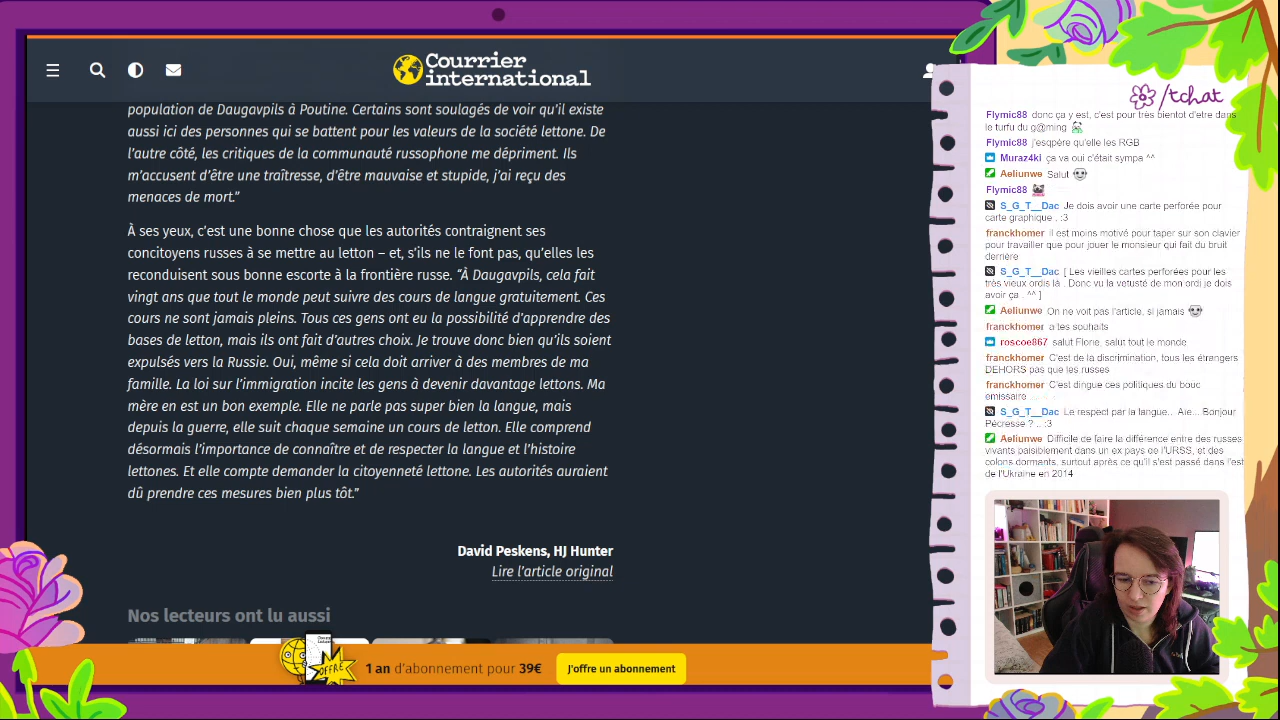 Courrier
international
population de Daugavpils à Poutine. Certains sont soulagés de voir qu'il existe
aussi ici des personnes qui se battent pour les valeurs de la société lettone. De
l'autre côté, les critiques de la communauté russophone me dépriment. Ils
m'accusent d'être une traîtresse, d'être mauvaise et stupide, j'ai reçu des
menaces de mort."
À ses yeux, c'est une bonne chose que les autorités contraignent ses
concitoyens russes à se mettre au letton – et, s'ils ne le font pas, qu'elles les
reconduisent sous bonne escorte à la frontière russe. “À Daugavpils, cela fait
vingt ans que tout le monde peut suivre des cours de langue gratuitement. Ces
cours ne sont jamais pleins. Tous ces gens ont eu la possibilité d'apprendre des
bases de letton, mais ils ont fait d'autres choix. Je trouve donc bien qu'ils soient
expulsés vers la Russie. Oui, même si cela doit arriver à des membres de ma
famille. La loi sur l'immigration incite les gens à devenir davantage lettons. Ma
mère en est un bon exemple. Elle ne parle pas super bien la langue, mais
depuis la guerre, elle suit chaque semaine un cours de letton. Elle comprend
désormais l'importance de connaître et de respecter la langue et l'histoire
lettones. Et elle compte demander la citoyenneté lettone. Les autorités auraient
dû prendre ces mesures bien plus tôt.”
David Peskens, HJ Hunter
Lire l'article original
Nos lecteurs ont lu aussi
OFFRE
1 an d'abonnement pour 39€
J'offre un abonnement
/tchat
Flymic88 donc ça y est, c'est pour très bientot d'etre dans
le turfu du g@ming
Flymic88 j'esqpère qu'elle les RGB
Muraz4ki ça va oui c'était sympa ^^
Aeliunwe Salut
Flymic88
S_G_T__Dac Je dois avoir une carte perforée pour
carte graphique . :3
franckhomer Il est moins motivé pour taper sur son clavier
pour travailler que pour jouer le monsieur qui fait du bruit
derrière
S_G_T__Dac [ Les vieilles cartes perforées pour les
très vieux ordis là . Donc vu la vetusté de mon ordi je dois
avoir ça . ^^ ]
Aeliunwe On ne voit pas l'article, si jamais
franckhomer a tes souhaits
roscoe867 salut Florie, salut tout le monde
franckhomer C'est de la discrimination, tous les étrangers
DEHORS pas que les russes
franckhomer C'est dingue ces politiques du bouc
emissaire
S_G_T__Dac Le respect par la langue.. Aie... Bonjour
Pécresse ? .. :3
Aeliunwe Difficile de faire la différence entre des russes
vivants paisiblement dans un ex pays de l'URSS, et des
colons dormants, surtout après ce qu'il s'est passé dans l'est
de l'Ukraine en 2014